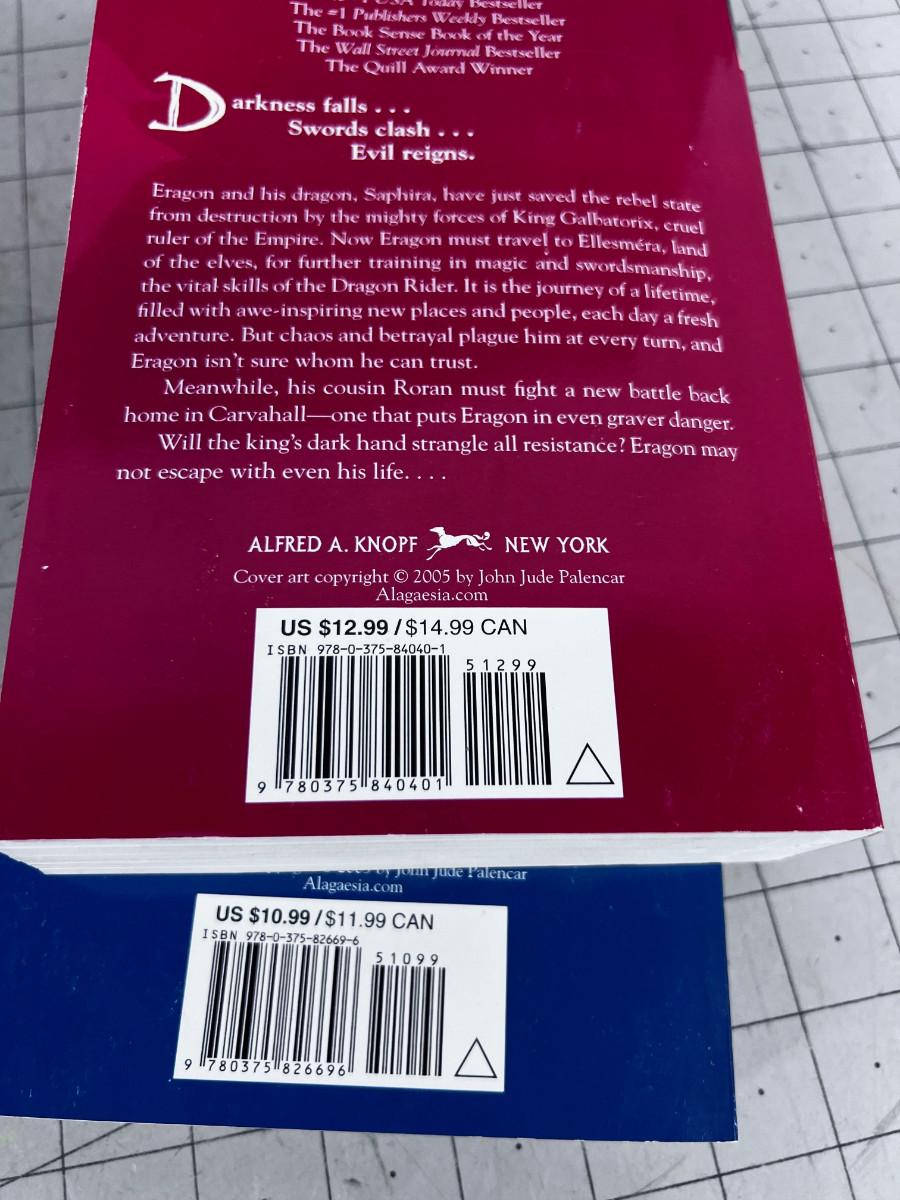 USA Today Bestseller
The #1 Publishers Weekly Bestseller
The Book Sense Book of the Year
The Wall Street Journal Bestseller
The Quill Award Winner
Darkness falls . . .
Swords clash . . .
Evil reigns.
Eragon and his dragon, Saphira, have just saved the rebel state
from destruction by the mighty forces of King Galbatorix, cruel
ruler of the Empire. Now Eragon must travel to Ellesméra, land
of the elves, for further training in magic and swordsmanship,
the vital skills of the Dragon Rider. It is the journey of a lifetime,
filled with awe-inspiring new places and people, each day a fresh
adventure. But chaos and betrayal plague him at every turn, and
Eragon isn't sure whom he can trust.
Meanwhile, his cousin Roran must fight a new battle back
home in Carvahall—one that puts Eragon in even graver danger.
Will the king's dark hand strangle all resistance? Eragon may
not escape with even his life. . . .
ALFRED A. KNOPF NEW YORK
Cover art copyright © 2005 by John Jude Palencar
Alagaesia.com
US $12.99 / $14.99 CAN
ISBN 978-0-375-84040-1
51299
9 780375 840401
by John Jude Palencar
Alagaesia.com
US $10.99 / $11.99 CAN
ISBN 978-0-375-82669-6
51099
9 780375 826696